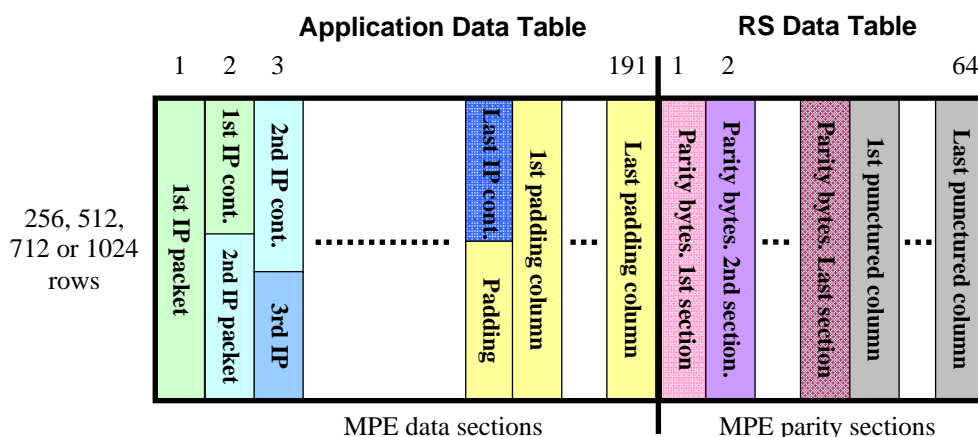 Application Data Table
RS Data Table
1 2 3 191 1 2 64
256, 512,
712 or 1024
rows
1st IP packet
1st IP cont.
2nd IP packet
2nd IP cont.
3rd IP
Last IP cont.
Padding
1st padding column
Last padding column
Parity bytes. 1st section
Parity bytes. 2nd section.
Parity bytes. Last section
1st punctured column
Last punctured column
MPE data sections
MPE parity sections